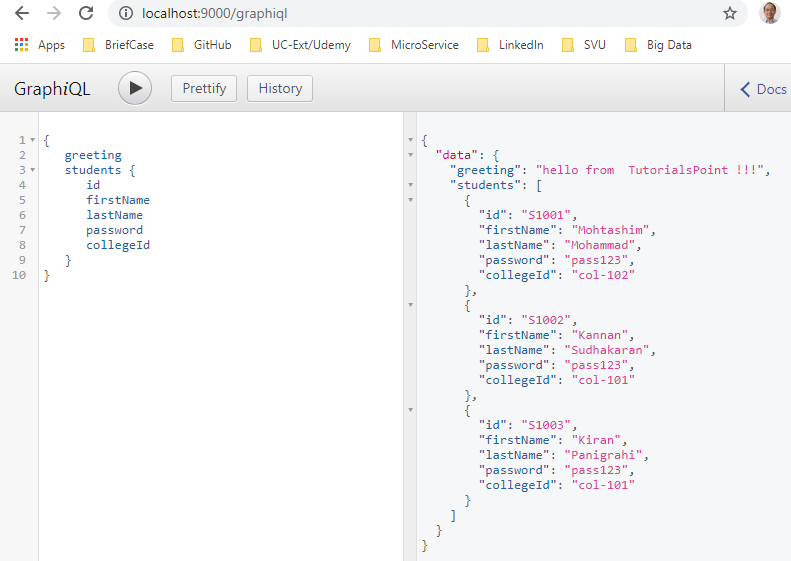 localhost:9000/graphiql
Apps BriefCase GitHub UC-Ext/Udemy MicroService LinkedIn SVU Big Data
GraphiQL Prettify History Docs
1 {
2 greeting
3 students {
4 id
5 firstName
6 lastName
7 password
8 collegeId
9 }
10 }
{
"data": {
"greeting": "hello from  TutorialsPoint !!!",
"students": [
{
"id": "S1001",
"firstName": "Mohtashim",
"lastName": "Mohammad",
"password": "pass123",
"collegeId": "col-102"
},
{
"id": "S1002",
"firstName": "Kannan",
"lastName": "Sudhakaran",
"password": "pass123",
"collegeId": "col-101"
},
{
"id": "S1003",
"firstName": "Kiran",
"lastName": "Panigrahi",
"password": "pass123",
"collegeId": "col-101"
}
]
}
}